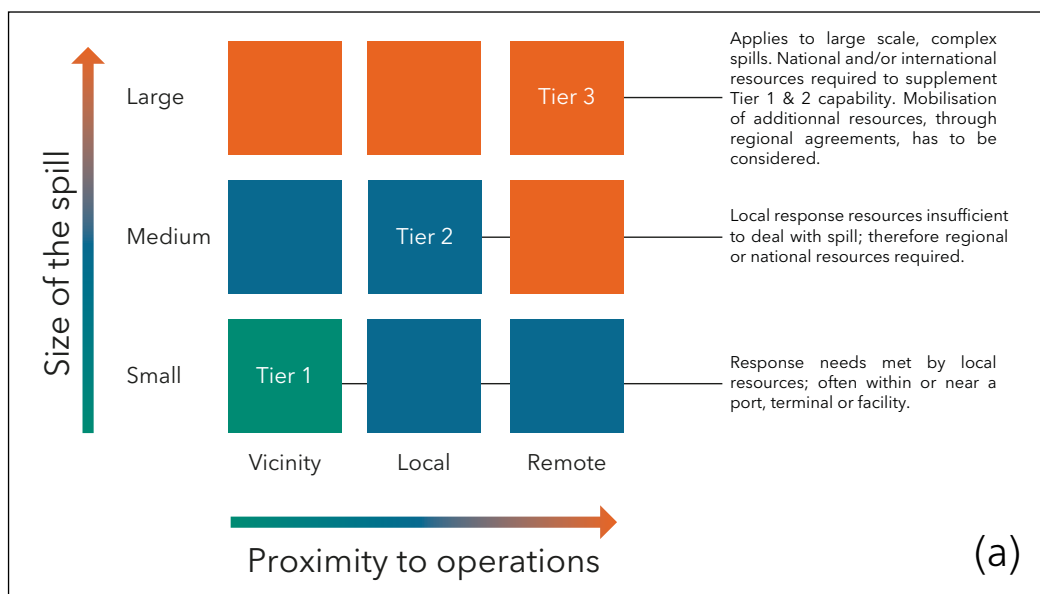 Size of the spill
Large
Tier 3
Applies to large scale, complex
spills. National and/or international
resources required to supplement
Tier 1 & 2 capability. Mobilisation
of additionnal resources, through
regional agreements, has to be
considered.
Medium
Tier 2
Local response resources insufficient
to deal with spill; therefore regional
or national resources required.
Small
Tier 1
Response needs met by local
resources; often within or near a
port, terminal or facility.
Vicinity
Local
Remote
Proximity to operations
(a)